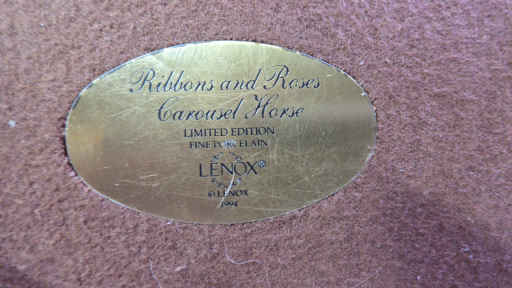 Ribbons and Roses
Carousel Horse
LIMITED EDITION
FINE PORCELAIN
LENOX®
© LENOX
1994